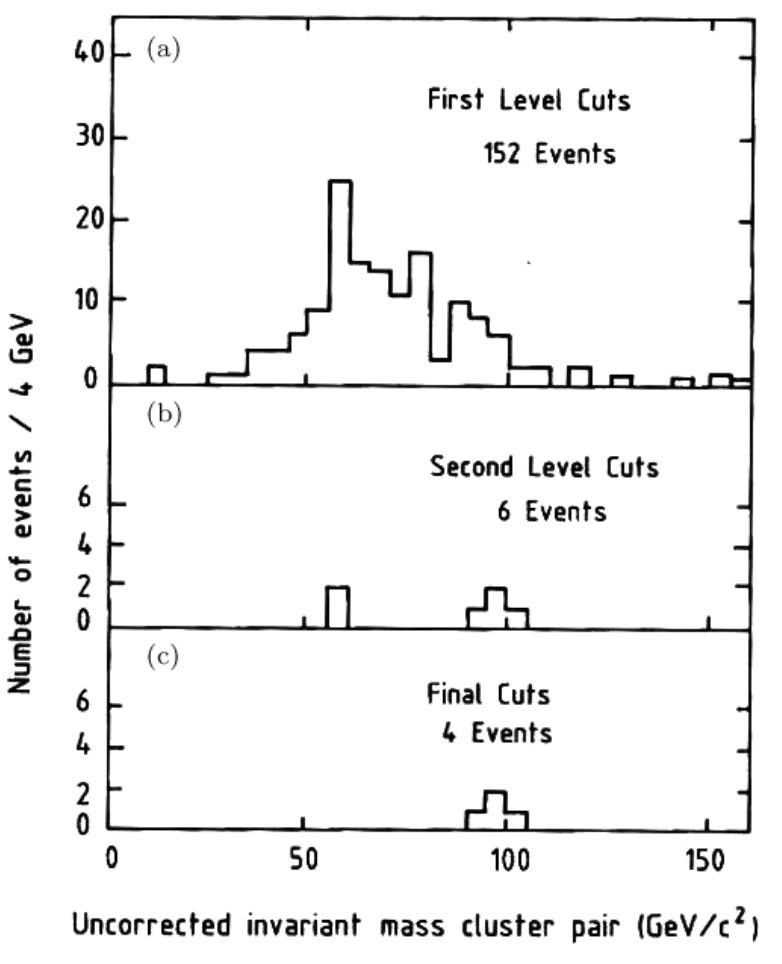 (a)
First Level Cuts
152 Events
40
30
20
10
0
(b)
Second Level Cuts
6 Events
6
4
2
0
(c)
Final Cuts
4 Events
6
4
2
0
0 50 100 150
Number of events / 4 GeV
Uncorrected invariant mass cluster pair (GeV/c²)